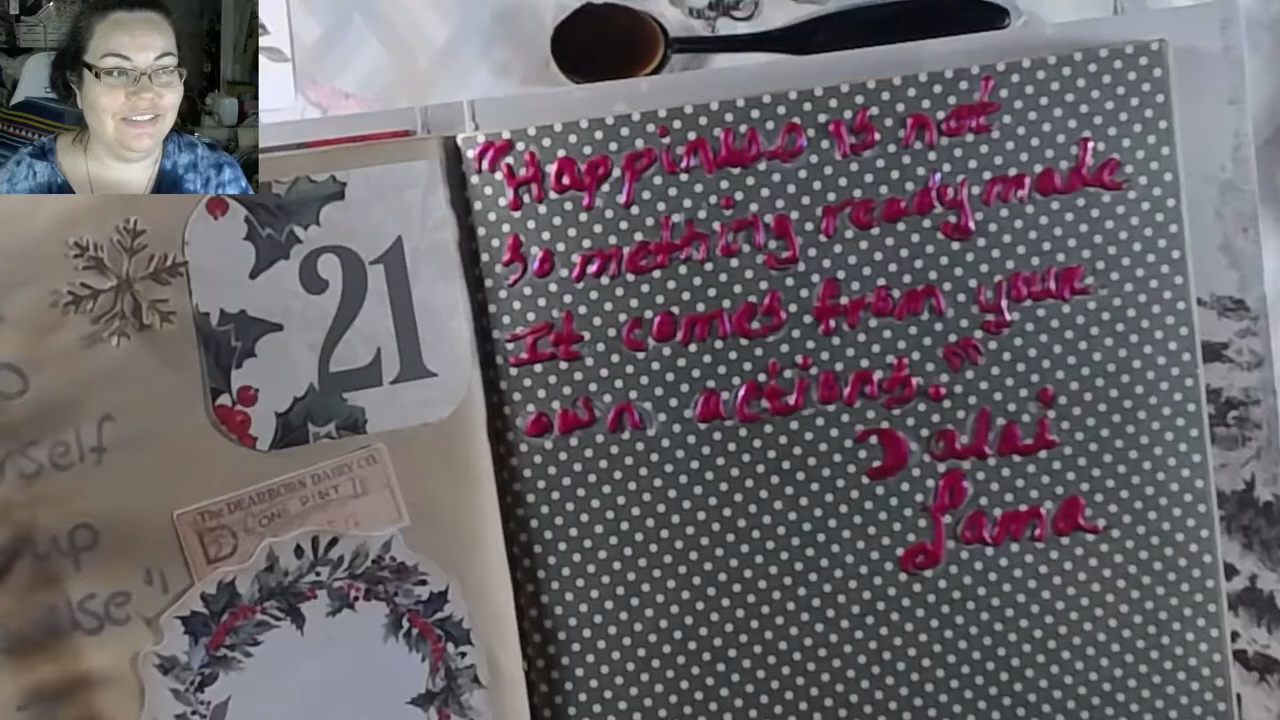 21
rself
The DEARBORN DAIRY CO.
ONE PINT
up
else."
"Happiness is not
something ready made
It comes from your
own actions."
Dalai
Lama